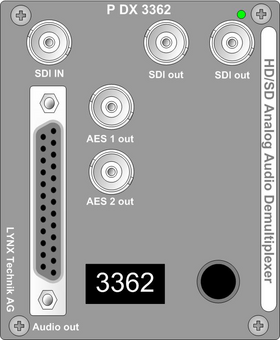 P DX 3362
SDI IN
SDI out
SDI out
AES 1 out
AES 2 out
HD/SD Analog Audio Demultiplexer
LYNX Technik AG
3362
Audio out